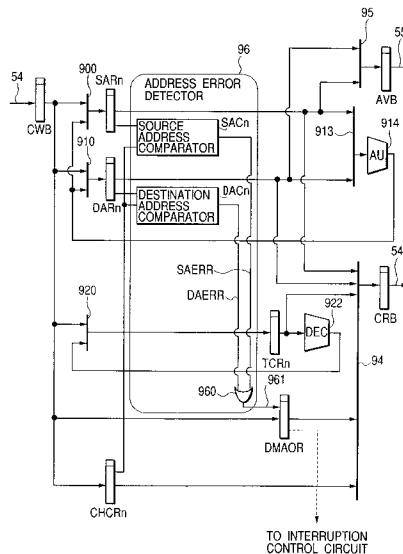 96
95
55
54
900
SARn
ADDRESS ERROR
DETECTOR
CWB
AVB
SOURCE
ADDRESS
COMPARATOR
SACn
913
914
AU
910
DARn
DESTINATION
ADDRESS
COMPARATOR
DACn
SAERR
DAERR
54
CRB
920
922
DEC
TCRn
94
960
961
DMAOR
CHCRn
TO INTERRUPTION
CONTROL CIRCUIT